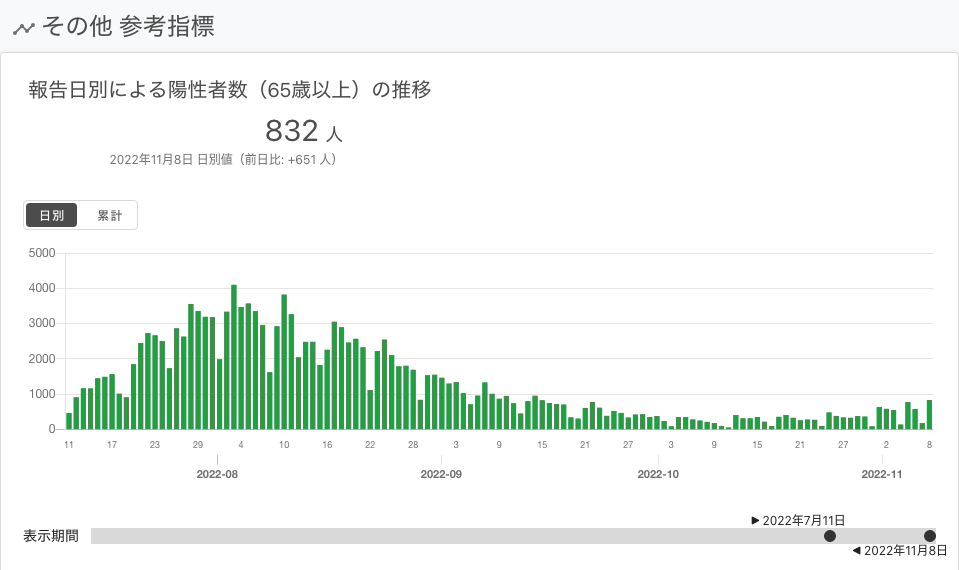 その他 参考指標
報告日別による陽性者数（65歳以上）の推移
832 人
2022年11月8日 日別値（前日比: +651 人）
日別 累計
5000
4000
3000
2000
1000
0
11 17 23 29 4 10 16 22 28 3 9 15 21 27 3 9 15 21 27 2 8
2022-08 2022-09 2022-10 2022-11
▶ 2022年7月11日
表示期間
◀ 2022年11月8日